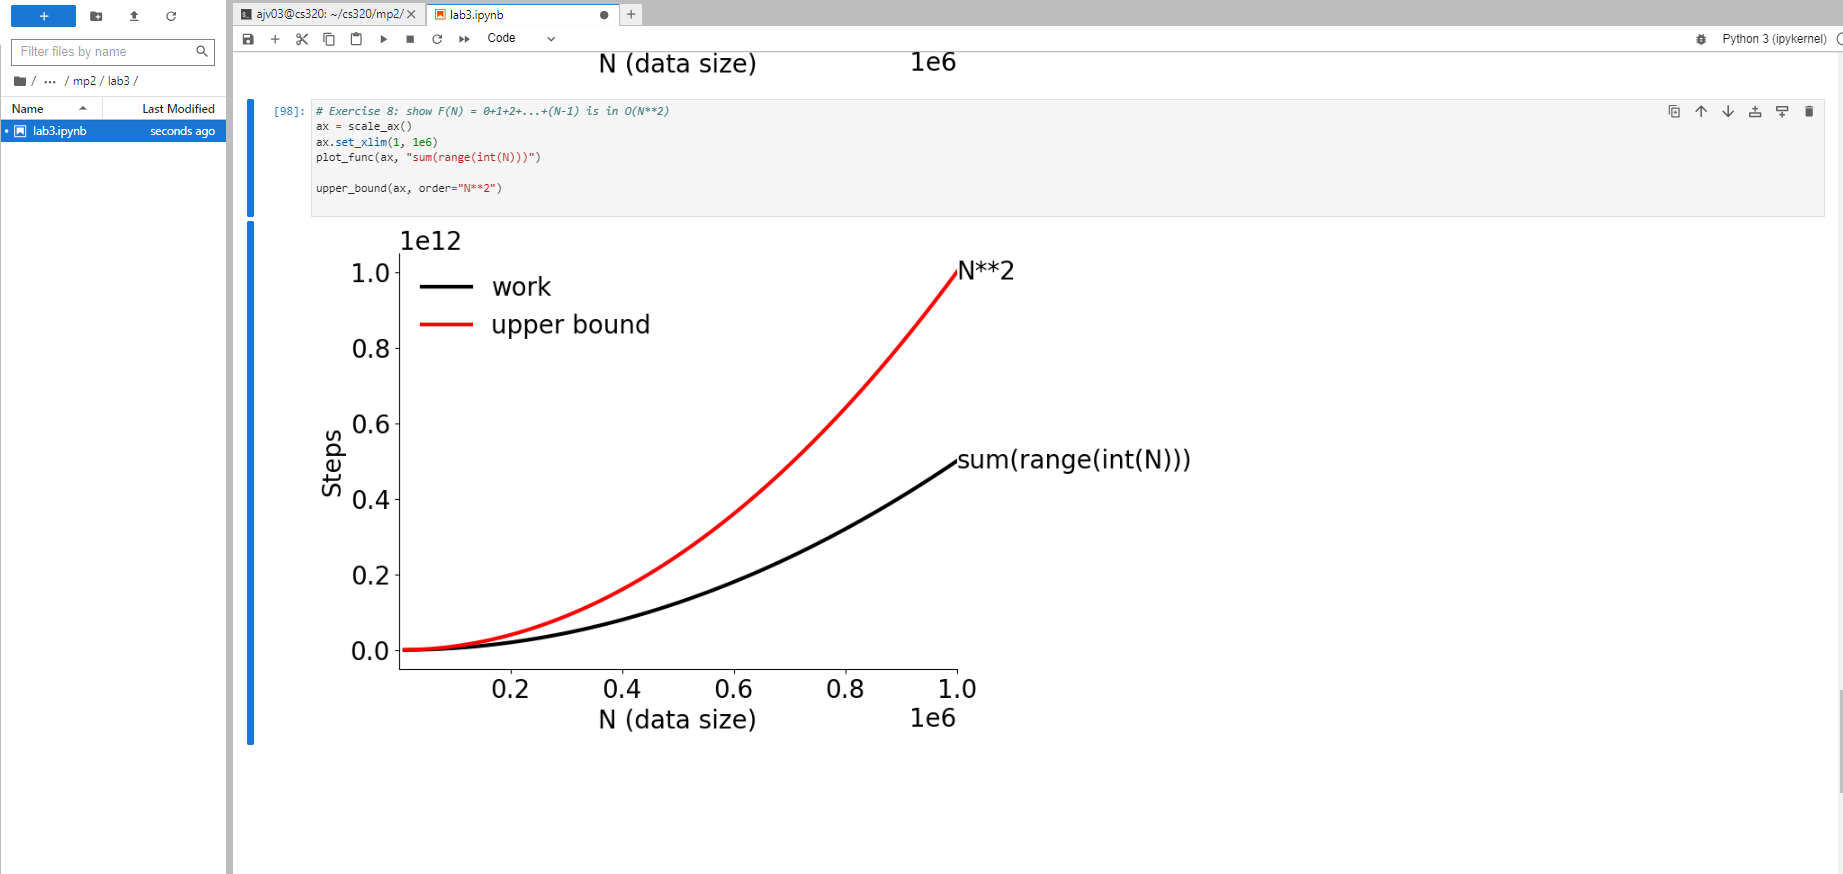 ajv03@cs320: ~/cs320/mp2/
lab3.ipynb
Filter files by name
/ ... / mp2 / lab3 /
Name Last Modified
lab3.ipynb seconds ago
Code
Python 3 (ipykernel)
N (data size) 1e6
[98]: # Exercise 8: show F(N) = 0+1+2+...+(N-1) is in O(N**2)
ax = scale_ax()
ax.set_xlim(1, 1e6)
plot_func(ax, "sum(range(int(N)))")
upper_bound(ax, order="N**2")
1e12
1.0
0.8
0.6
0.4
0.2
0.0
Steps
work
upper bound
N**2
sum(range(int(N)))
0.2 0.4 0.6 0.8 1.0
N (data size) 1e6